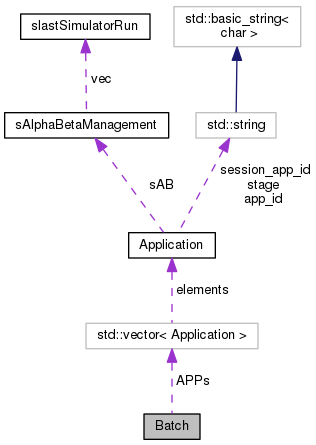 slastSimulatorRun
std::basic_string<
char >
vec
sAlphaBetaManagement
std::string
sAB
session_app_id
stage
app_id
Application
elements
std::vector< Application >
APPs
Batch